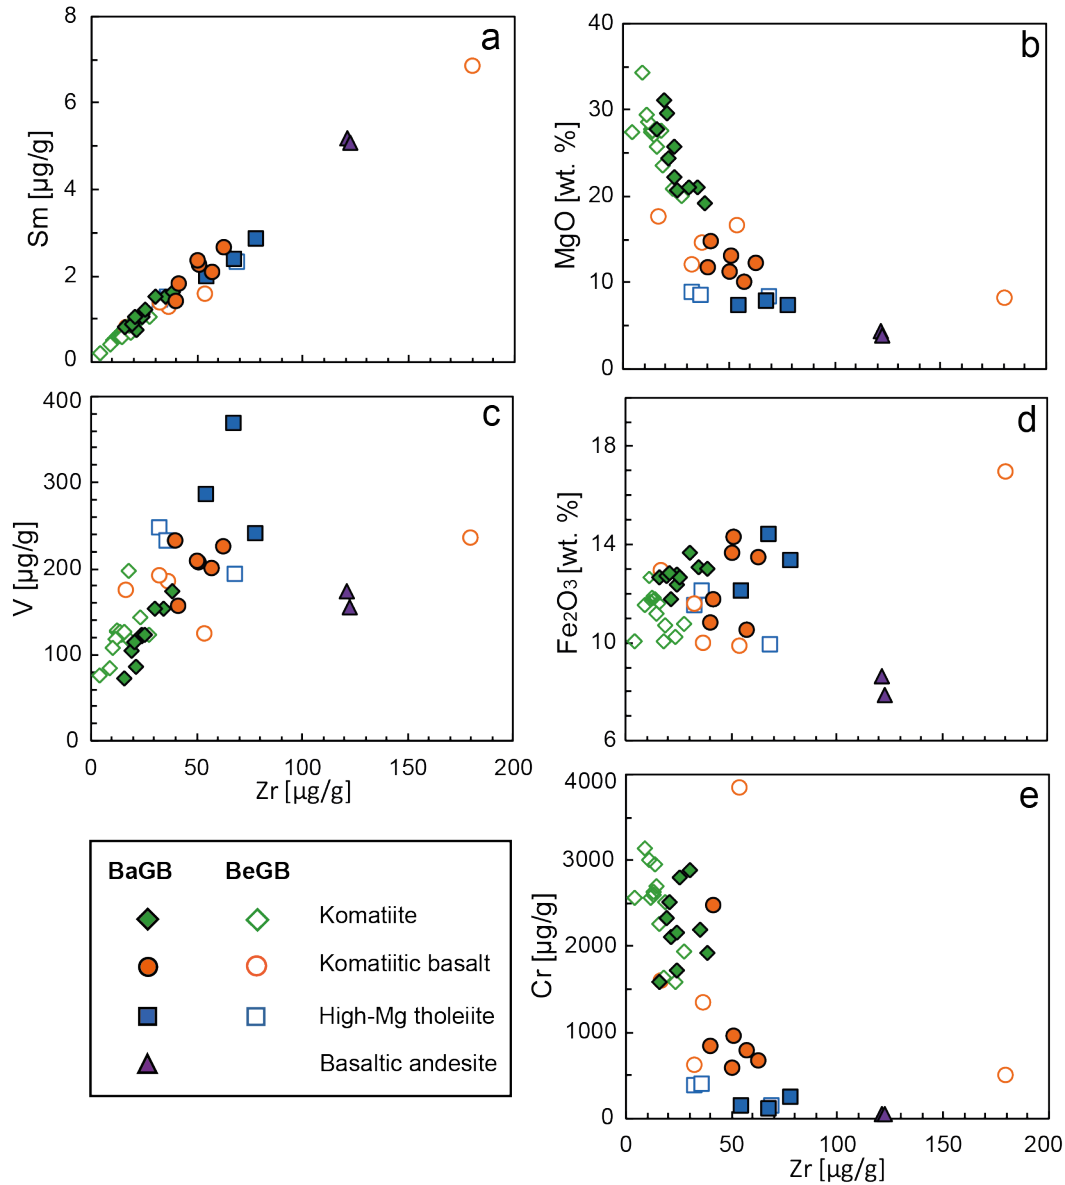 a
8
6
4
2
0
Sm [µg/g]
b
40
30
20
10
0
MgO [wt. %]
c
400
300
200
100
0
V [µg/g]
0 50 100 150 200
Zr [µg/g]
d
18
14
10
6
Fe2O3 [wt. %]
e
4000
3000
2000
1000
0
Cr [µg/g]
0 50 100 150 200
Zr [µg/g]
BaGB BeGB
Komatiite
Komatiitic basalt
High-Mg tholeiite
Basaltic andesite